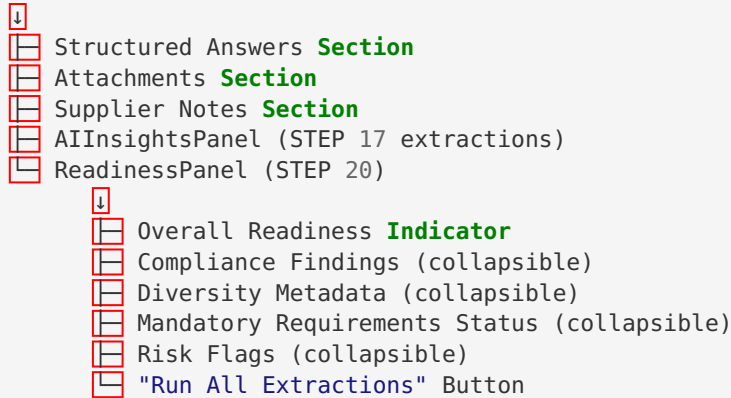 ↓
├─ Structured Answers Section
├─ Attachments Section
├─ Supplier Notes Section
├─ AIInsightsPanel (STEP 17 extractions)
└─ ReadinessPanel (STEP 20)
↓
├─ Overall Readiness Indicator
├─ Compliance Findings (collapsible)
├─ Diversity Metadata (collapsible)
├─ Mandatory Requirements Status (collapsible)
├─ Risk Flags (collapsible)
└─ "Run All Extractions" Button